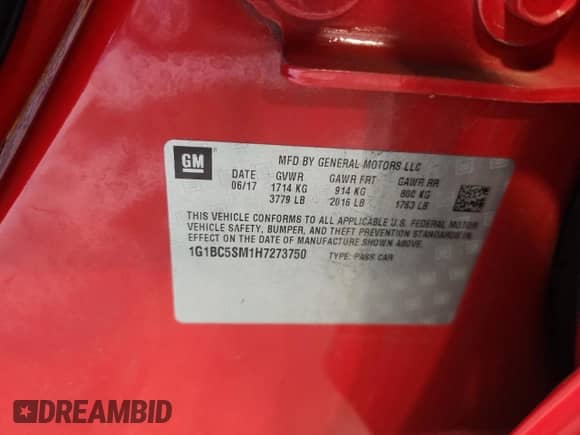 GM
MFD BY GENERAL MOTORS LLC
DATE GVWR GAWR FRT GAWR RR
06/17 1714 KG 914 KG 800 KG
3779 LB 2016 LB 1763 LB
THIS VEHICLE CONFORMS TO ALL APPLICABLE U.S. FEDERAL MOTOR
VEHICLE SAFETY, BUMPER, AND THEFT PREVENTION STANDARDS IN
EFFECT ON THE DATE OF MANUFACTURE SHOWN ABOVE.
1G1BC5SM1H7273750 TYPE: PASS CAR
DREAMBID